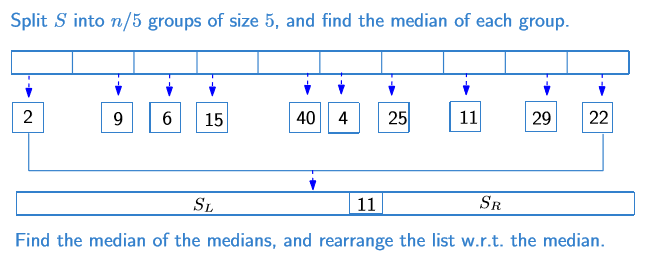 Split S into n/5 groups of size 5, and find the median of each group.
2 9 6 15 40 4 25 11 29 22
S_L 11 S_R
Find the median of the medians, and rearrange the list w.r.t. the median.